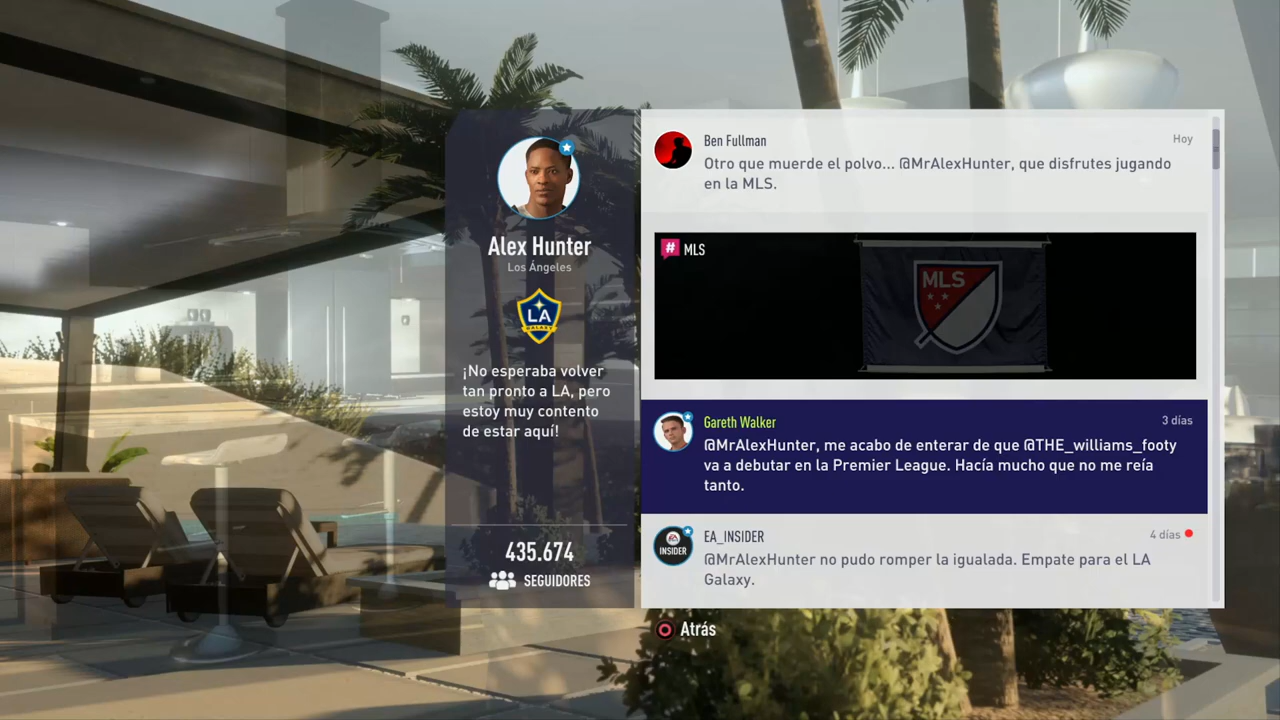 Alex Hunter
Los Ángeles
LA
GALAXY
¡No esperaba volver
tan pronto a LA, pero
estoy muy contento
de estar aquí!
435.674
SEGUIDORES
Ben Fullman
Hoy
Otro que muerde el polvo... @MrAlexHunter, que disfrutes jugando
en la MLS.
# MLS
MLS
Gareth Walker
3 días
@MrAlexHunter, me acabo de enterar de que @THE_williams_footy
va a debutar en la Premier League. Hacía mucho que no me reía
tanto.
EA
INSIDER
EA_INSIDER
4 días
@MrAlexHunter no pudo romper la igualada. Empate para el LA
Galaxy.
Atrás